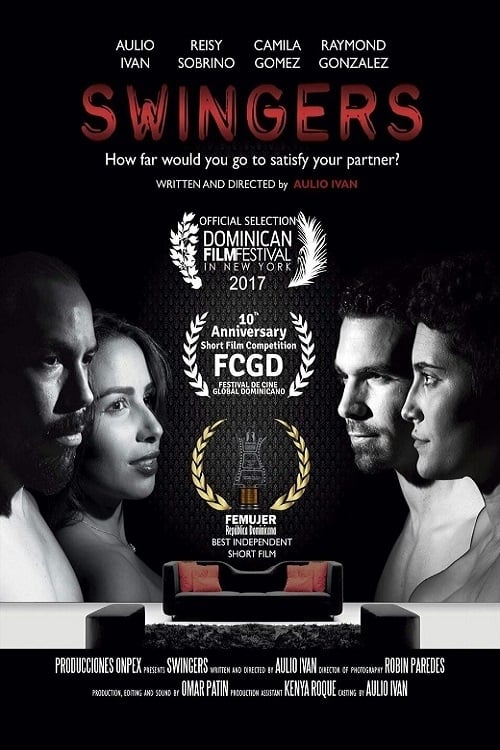 AULIO REISY CAMILA RAYMOND
IVAN SOBRINO GOMEZ GONZALEZ
SWINGERS
How far would you go to satisfy your partner?
WRITTEN AND DIRECTED by AULIO IVAN
OFFICIAL SELECTION
DOMINICAN
FILMFESTIVAL
IN NEW YORK
2017
10th
Anniversary
Short Film Competition
FCGD
FESTIVAL DE CINE
GLOBAL DOMINICANO
FEMUJER
República Dominicana
BEST INDEPENDENT
SHORT FILM
PRODUCCIONES ONPEX PRESENTS SWINGERS WRITTEN AND DIRECTED BY AULIO IVAN DIRECTOR OF PHOTOGRAPHY ROBIN PAREDES
PRODUCTION, EDITING AND SOUND BY OMAR PATIN PRODUCTION ASSISTANT KENYA ROQUE CASTING BY AULIO IVAN